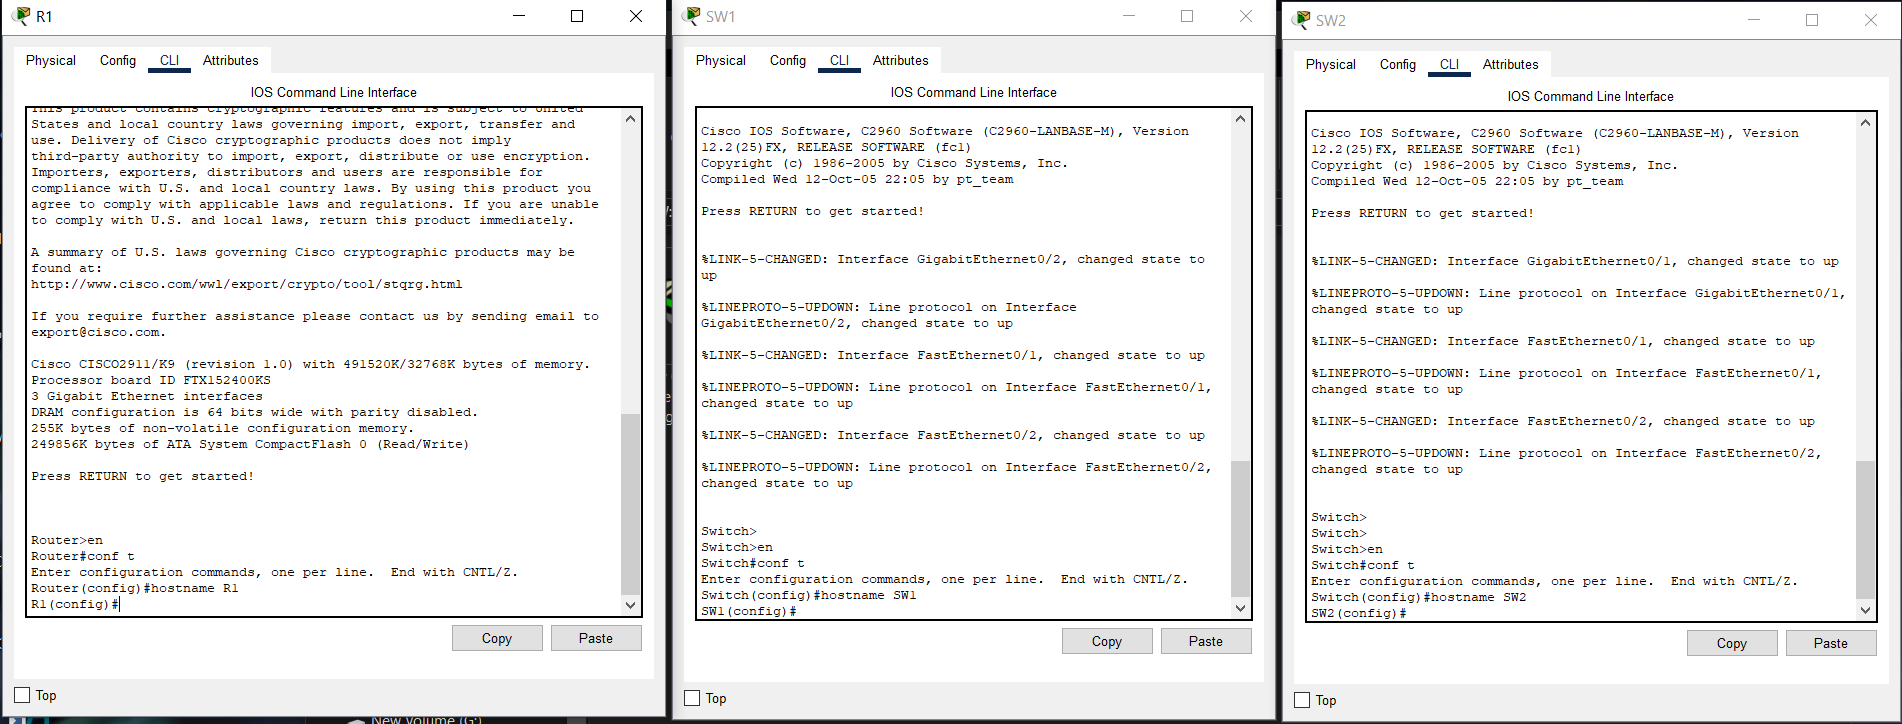 R1
Physical Config CLI Attributes
IOS Command Line Interface
This product contains cryptographic features and is subject to United
States and local country laws governing import, export, transfer and
use. Delivery of Cisco cryptographic products does not imply
third-party authority to import, export, distribute or use encryption.
Importers, exporters, distributors and users are responsible for
compliance with U.S. and local country laws. By using this product you
agree to comply with applicable laws and regulations. If you are unable
to comply with U.S. and local laws, return this product immediately.
A summary of U.S. laws governing Cisco cryptographic products may be
found at:
http://www.cisco.com/wwl/export/crypto/tool/stqrg.html
If you require further assistance please contact us by sending email to
export@cisco.com.
Cisco CISCO2911/K9 (revision 1.0) with 491520K/32768K bytes of memory.
Processor board ID FTX152400KS
3 Gigabit Ethernet interfaces
DRAM configuration is 64 bits wide with parity disabled.
255K bytes of non-volatile configuration memory.
249856K bytes of ATA System CompactFlash 0 (Read/Write)
Press RETURN to get started!
Router>en
Router#conf t
Enter configuration commands, one per line.  End with CNTL/Z.
Router(config)#hostname R1
R1(config)#
Copy Paste
Top
SW1
Physical Config CLI Attributes
IOS Command Line Interface
Cisco IOS Software, C2960 Software (C2960-LANBASE-M), Version
12.2(25)FX, RELEASE SOFTWARE (fc1)
Copyright (c) 1986-2005 by Cisco Systems, Inc.
Compiled Wed 12-Oct-05 22:05 by pt_team
Press RETURN to get started!
%LINK-5-CHANGED: Interface GigabitEthernet0/2, changed state to
up
%LINEPROTO-5-UPDOWN: Line protocol on Interface
GigabitEthernet0/2, changed state to up
%LINK-5-CHANGED: Interface FastEthernet0/1, changed state to up
%LINEPROTO-5-UPDOWN: Line protocol on Interface FastEthernet0/1,
changed state to up
%LINK-5-CHANGED: Interface FastEthernet0/2, changed state to up
%LINEPROTO-5-UPDOWN: Line protocol on Interface FastEthernet0/2,
changed state to up
Switch>
Switch>en
Switch#conf t
Enter configuration commands, one per line.  End with CNTL/Z.
Switch(config)#hostname SW1
SW1(config)#
Copy Paste
Top
SW2
Physical Config CLI Attributes
IOS Command Line Interface
Cisco IOS Software, C2960 Software (C2960-LANBASE-M), Version
12.2(25)FX, RELEASE SOFTWARE (fc1)
Copyright (c) 1986-2005 by Cisco Systems, Inc.
Compiled Wed 12-Oct-05 22:05 by pt_team
Press RETURN to get started!
%LINK-5-CHANGED: Interface GigabitEthernet0/1, changed state to up
%LINEPROTO-5-UPDOWN: Line protocol on Interface GigabitEthernet0/1,
changed state to up
%LINK-5-CHANGED: Interface FastEthernet0/1, changed state to up
%LINEPROTO-5-UPDOWN: Line protocol on Interface FastEthernet0/1,
changed state to up
%LINK-5-CHANGED: Interface FastEthernet0/2, changed state to up
%LINEPROTO-5-UPDOWN: Line protocol on Interface FastEthernet0/2,
changed state to up
Switch>
Switch>
Switch>en
Switch#conf t
Enter configuration commands, one per line.  End with CNTL/Z.
Switch(config)#hostname SW2
SW2(config)#
Copy Paste
Top
New Volume (G:)